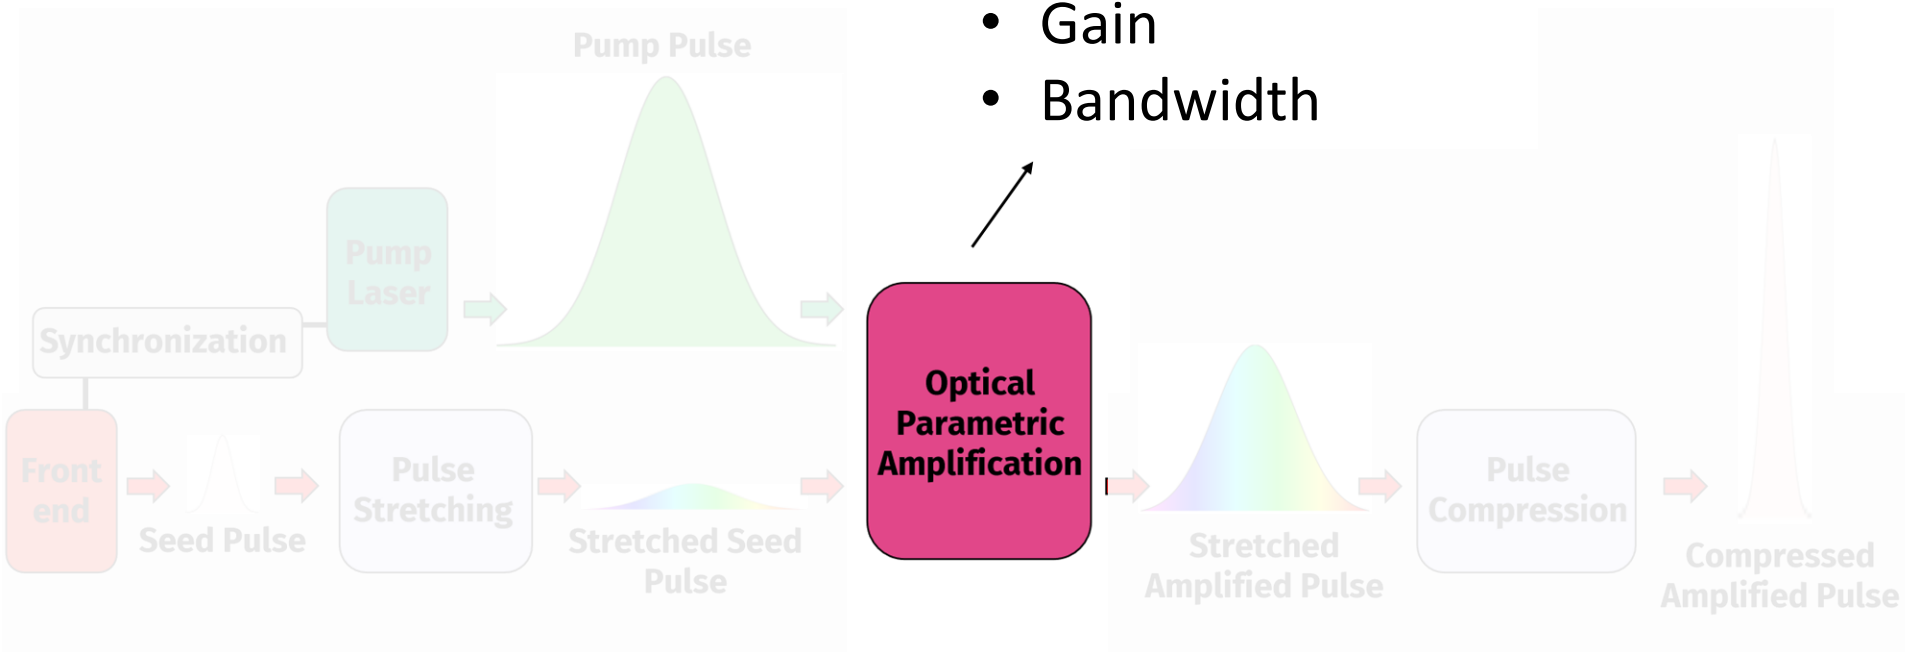 • Gain
• Bandwidth
Pump Pulse
Pump
Laser
Synchronization
Optical
Parametric
Amplification
Front
end
Seed Pulse
Pulse
Stretching
Stretched Seed
Pulse
Stretched
Amplified Pulse
Pulse
Compression
Compressed
Amplified Pulse